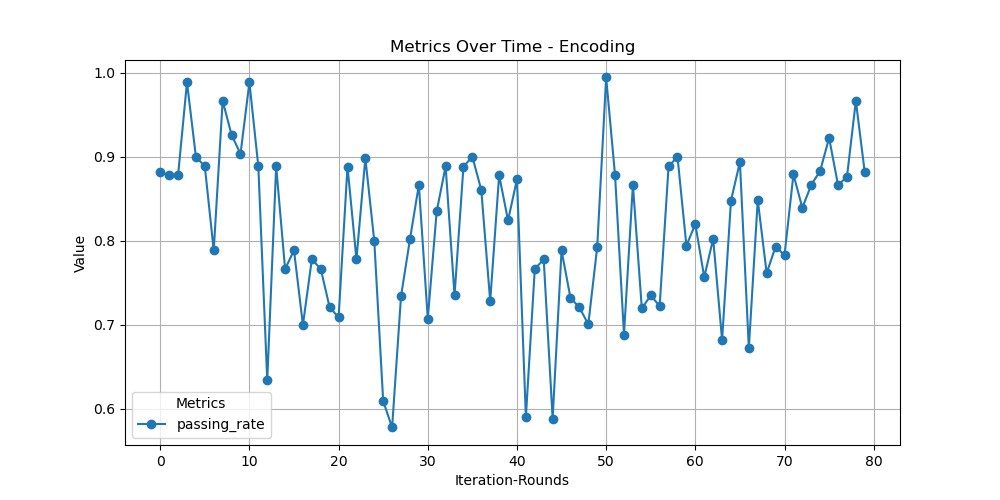 Metrics Over Time - Encoding
1.0
0.9
0.8
0.7
0.6
Value
Metrics
passing_rate
0 10 20 30 40 50 60 70 80
Iteration-Rounds